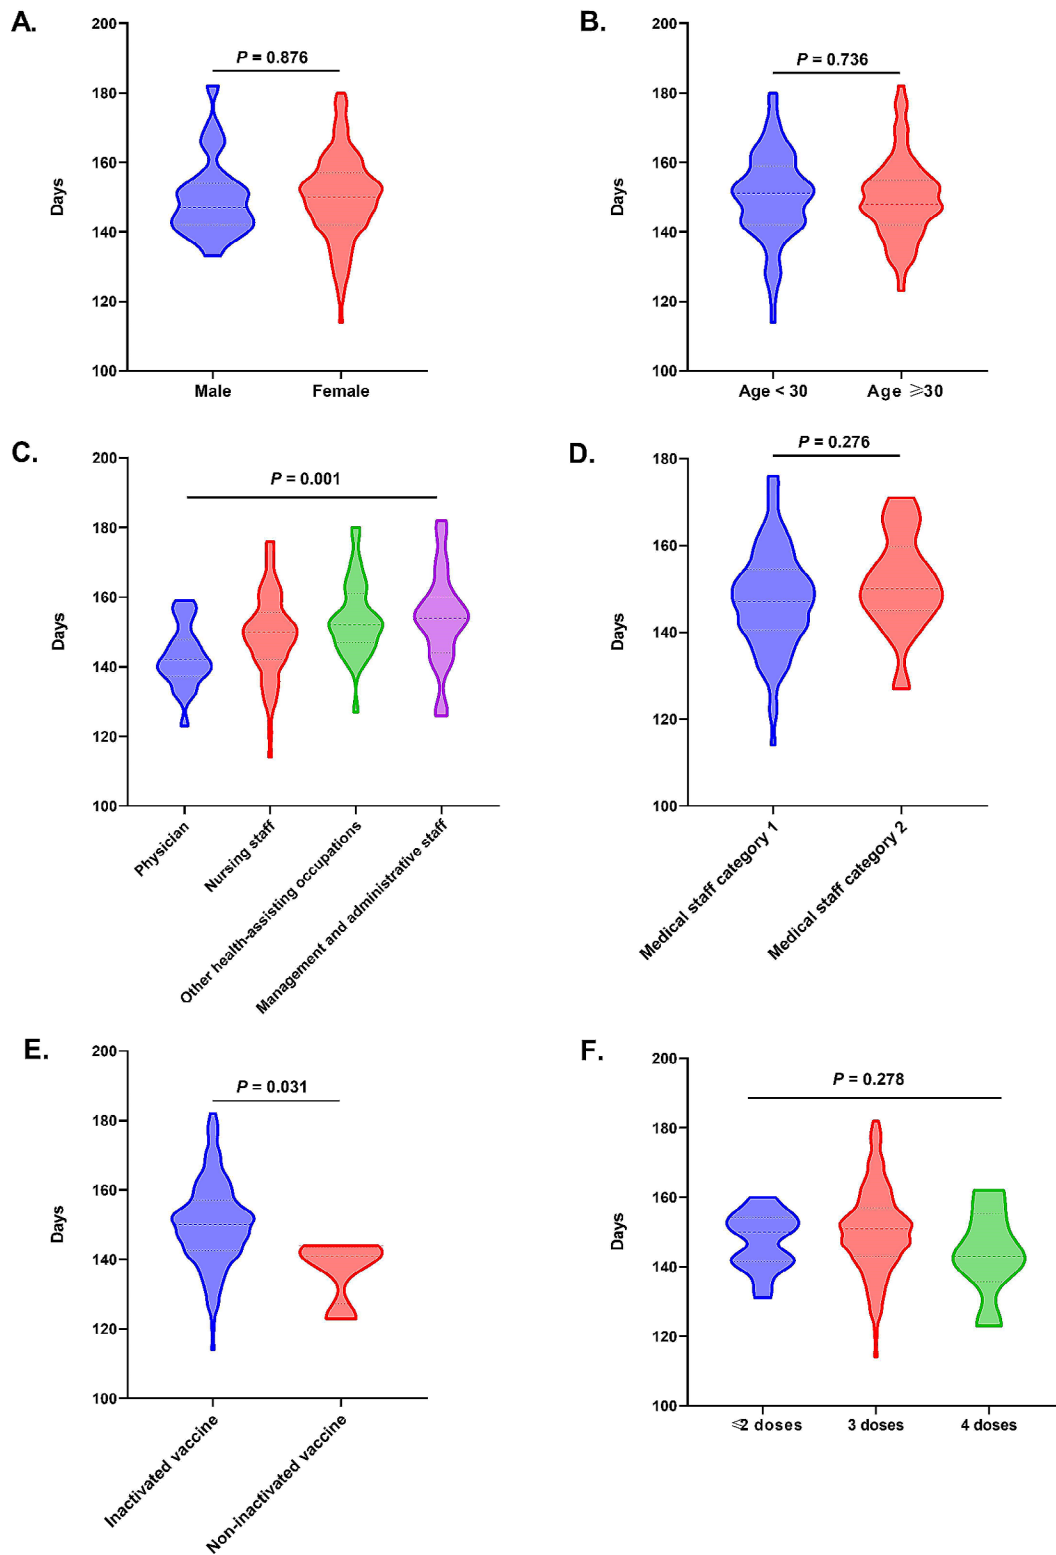 A.
200
180
160
140
120
100
Days
P = 0.876
Male
Female
B.
200
180
160
140
120
100
Days
P = 0.736
Age < 30
Age ⩾30
C.
200
180
160
140
120
100
Days
P = 0.001
Physician
Nursing staff
Other health-assisting occupations
Management and administrative staff
D.
180
160
140
120
100
Days
P = 0.276
Medical staff category 1
Medical staff category 2
E.
200
180
160
140
120
100
Days
P = 0.031
Inactivated vaccine
Non-inactivated vaccine
F.
200
180
160
140
120
100
Days
P = 0.278
⩽2 doses
3 doses
4 doses